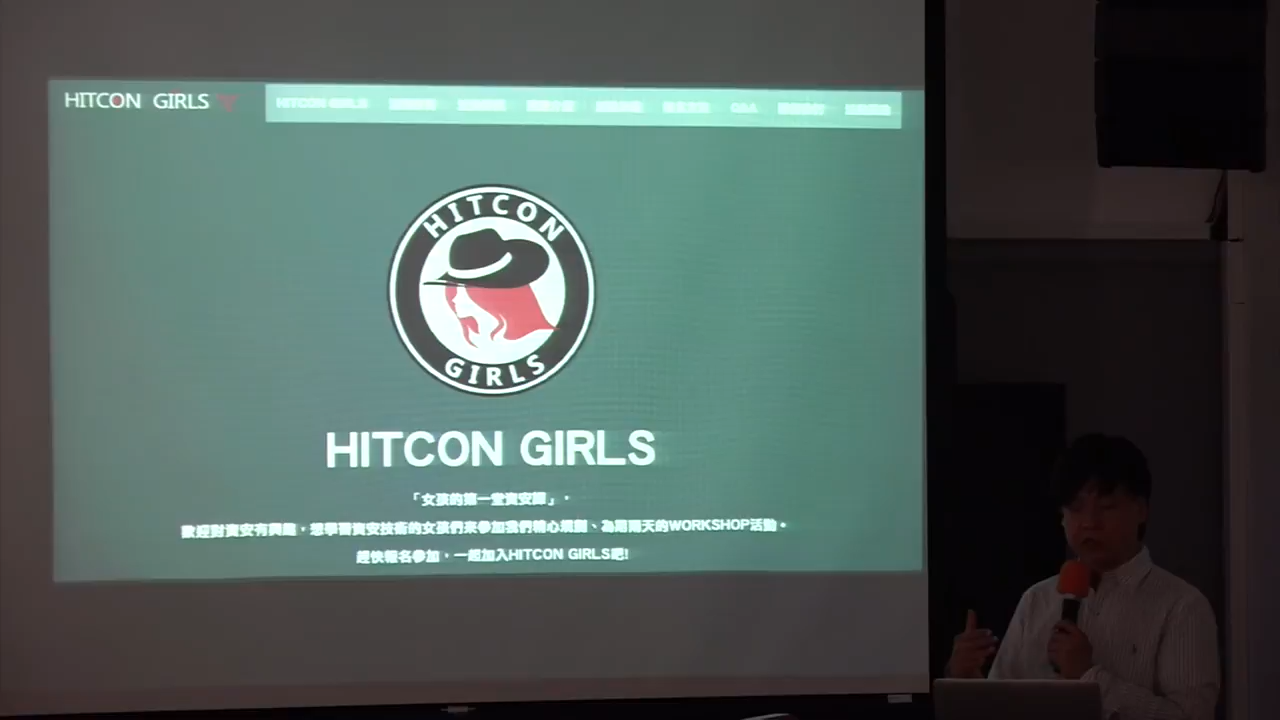 HITCON GIRLS
HITCON GIRLS Q&A
HITCON
GIRLS
HITCON GIRLS
「女孩的第一堂資安課」。
歡迎對資安有興趣，想學習資安技術的女孩們來參加我們精心規劃、為期兩天的WORKSHOP活動。
趕快報名參加，一起加入HITCON GIRLS吧!